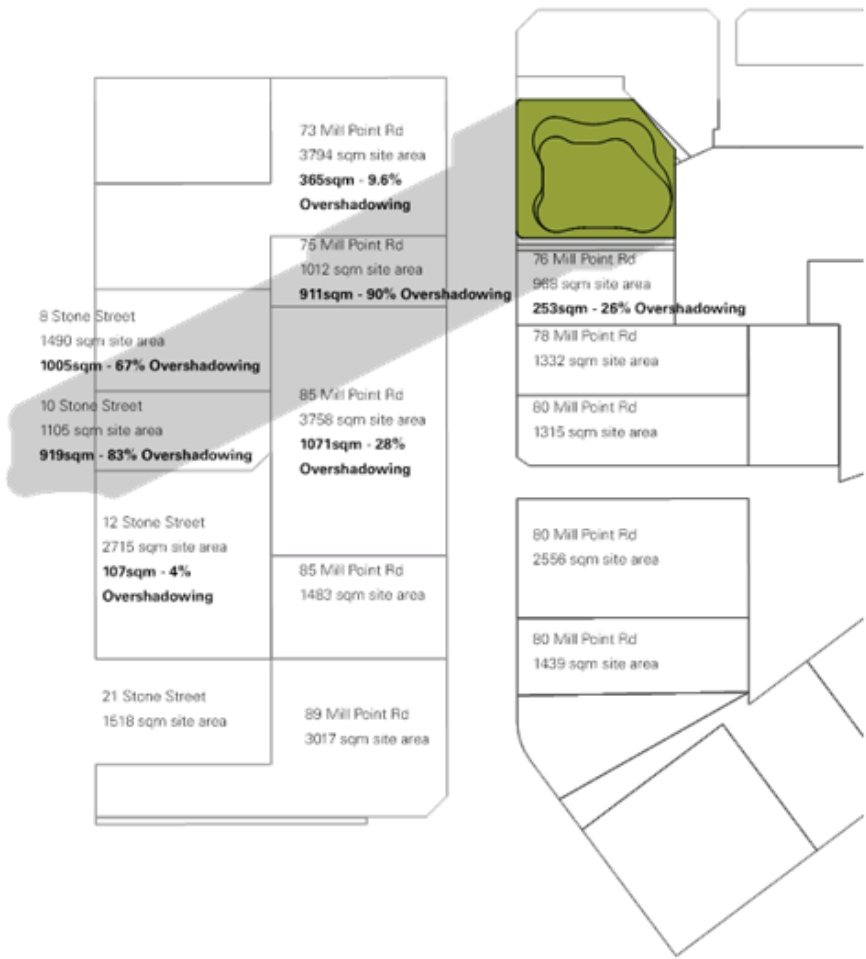 73 Mill Point Rd
3794 sqm site area
365sqm - 9.6%
Overshadowing
75 Mill Point Rd
1012 sqm site area
911sqm - 90% Overshadowing
76 Mill Point Rd
968 sqm site area
253sqm - 26% Overshadowing
8 Stone Street
1490 sqm site area
1005sqm - 67% Overshadowing
78 Mill Point Rd
1332 sqm site area
10 Stone Street
1105 sqm site area
919sqm - 83% Overshadowing
85 Mill Point Rd
3758 sqm site area
1071sqm - 28%
Overshadowing
80 Mill Point Rd
1315 sqm site area
12 Stone Street
2715 sqm site area
107sqm - 4%
Overshadowing
80 Mill Point Rd
2556 sqm site area
85 Mill Point Rd
1483 sqm site area
80 Mill Point Rd
1439 sqm site area
21 Stone Street
1518 sqm site area
89 Mill Point Rd
3017 sqm site area